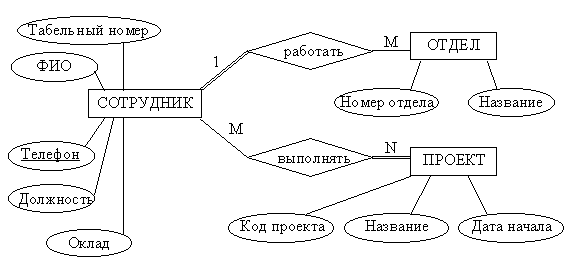 Табельный номер
ФИО
СОТРУДНИК
Телефон
Должность
Оклад
1
работать
M
ОТДЕЛ
Номер отдела
Название
M
выполнять
N
ПРОЕКТ
Код проекта
Название
Дата начала